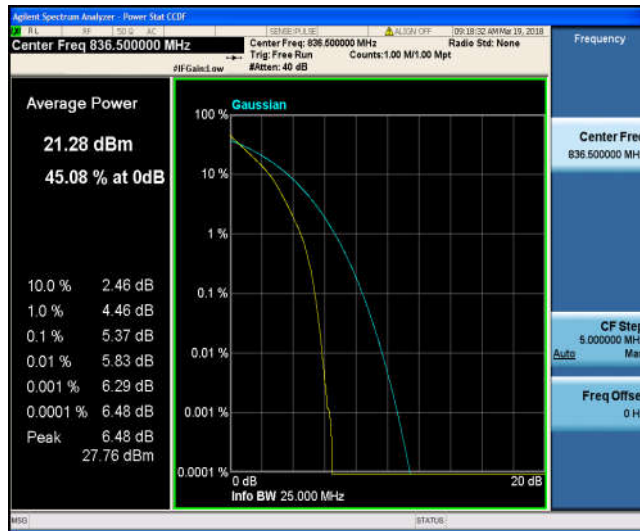 Agilent Spectrum Analyzer - Power Stat CCDF
RL RF 50 Ω AC SENSE:PULSE ALIGN OFF 09:18:32 AM Mar 19, 2018
Center Freq 836.500000 MHz
Center Freq: 836.500000 MHz Radio Std: None
Trig: Free Run Counts:1.00 M/1.00 Mpt
#IFGain:Low #Atten: 40 dB
Frequency
Average Power
21.28 dBm
45.08 % at 0dB
10.0 % 2.46 dB
1.0 % 4.46 dB
0.1 % 5.37 dB
0.01 % 5.83 dB
0.001 % 6.29 dB
0.0001 % 6.48 dB
Peak 6.48 dB
27.76 dBm
Gaussian
100 %
10 %
1 %
0.1 %
0.01 %
0.001 %
0.0001 %
0 dB 20 dB
Info BW 25.000 MHz
Center Fre
836.500000 MH
CF Step
5.000000 MH
Auto Ma
Freq Offse
0 H
MSG STATUS